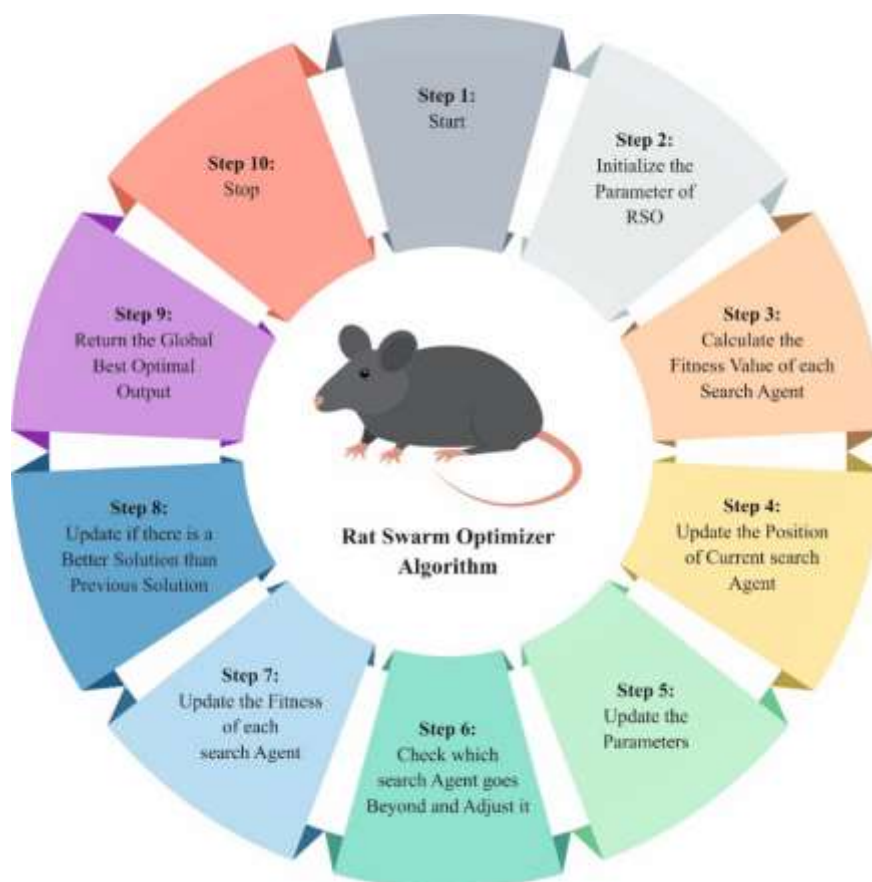 Step 1:
Start
Step 2:
Initialize the
Parameter of
RSO
Step 3:
Calculate the
Fitness Value of each
Search Agent
Step 4:
Update the Position
of Current search
Agent
Step 5:
Update the
Parameters
Step 6:
Check which
search Agent goes
Beyond and Adjust it
Step 7:
Update the Fitness
of each
search Agent
Step 8:
Update if there is a
Better Solution than
Previous Solution
Step 9:
Return the Global
Best Optimal
Output
Step 10:
Stop
Rat Swarm Optimizer
Algorithm